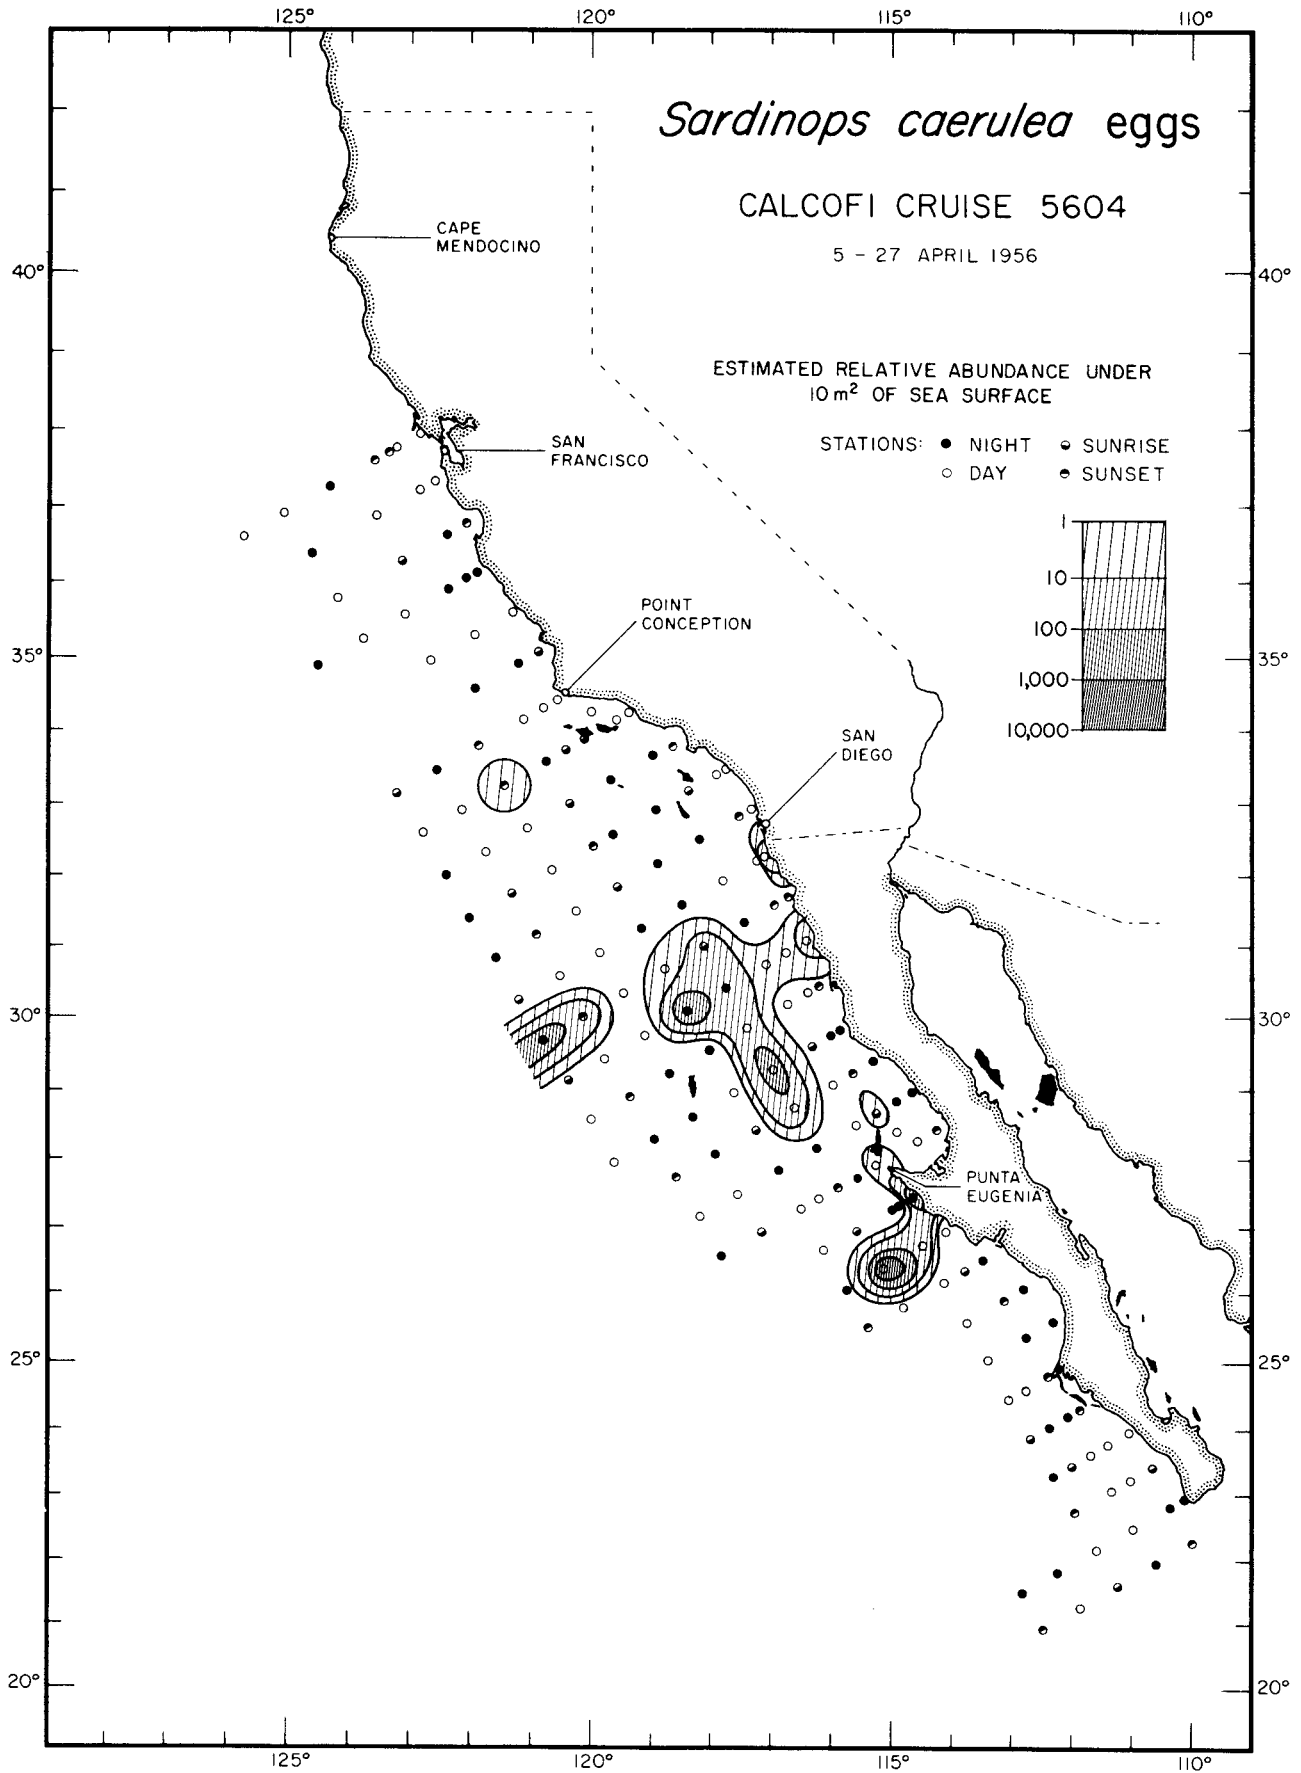 125°
120°
115°
110°
Sardinops caerulea eggs
CALCOFI CRUISE 5604
5 - 27 APRIL 1956
CAPE
MENDOCINO
40°
40°
ESTIMATED RELATIVE ABUNDANCE UNDER
10 m² OF SEA SURFACE
STATIONS: ● NIGHT ◒ SUNRISE
○ DAY ◓ SUNSET
SAN
FRANCISCO
1
10
100
1,000
10,000
POINT
CONCEPTION
35°
35°
SAN
DIEGO
30°
30°
PUNTA
EUGENIA
25°
25°
20°
20°
125°
120°
115°
110°